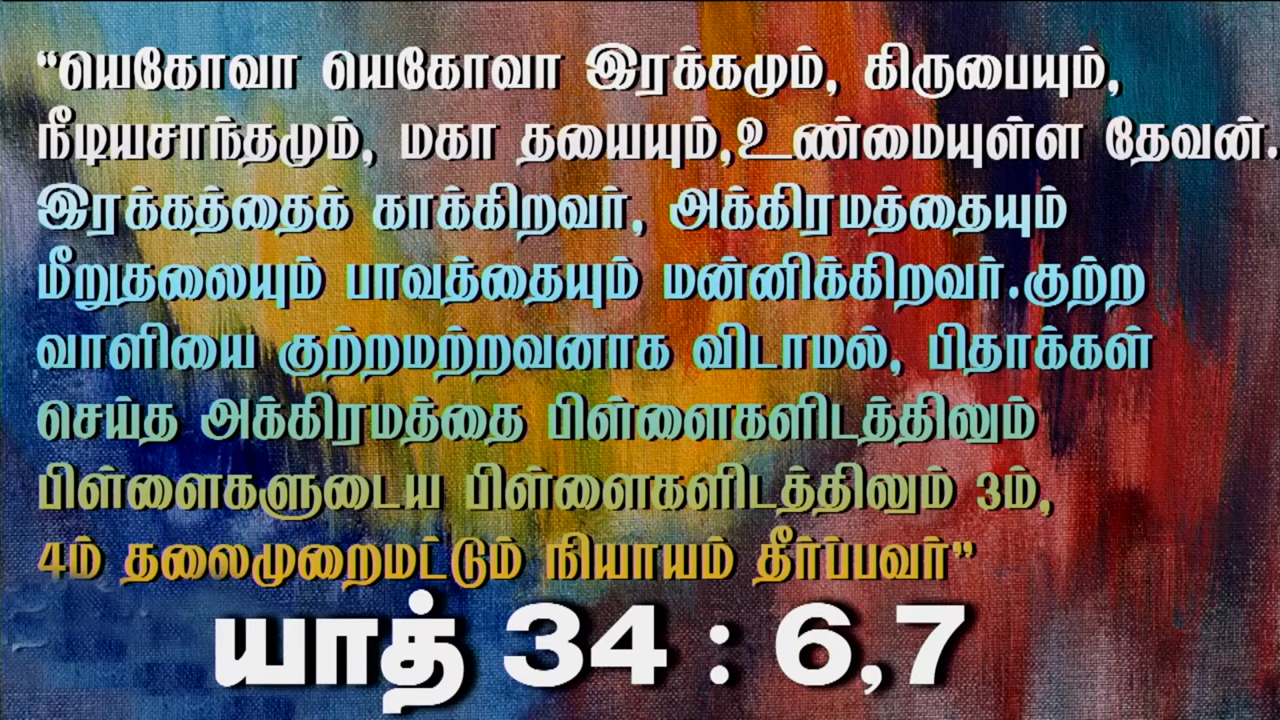 “யெகோவா யெகோவா இரக்கமும், கிருபையும்,
நீடியசாந்தமும், மகா தயையும்,உண்மையுள்ள தேவன்.
இரக்கத்தைக் காக்கிறவர், அக்கிரமத்தையும்
மீறுதலையும் பாவத்தையும் மன்னிக்கிறவர்.குற்ற
வாளியை குற்றமற்றவனாக விடாமல், பிதாக்கள்
செய்த அக்கிரமத்தை பிள்ளைகளிடத்திலும்
பிள்ளைகளுடைய பிள்ளைகளிடத்திலும் 3ம்,
4ம் தலைமுறைமட்டும் நியாயம் தீர்ப்பவர்”
யாத் 34 : 6,7